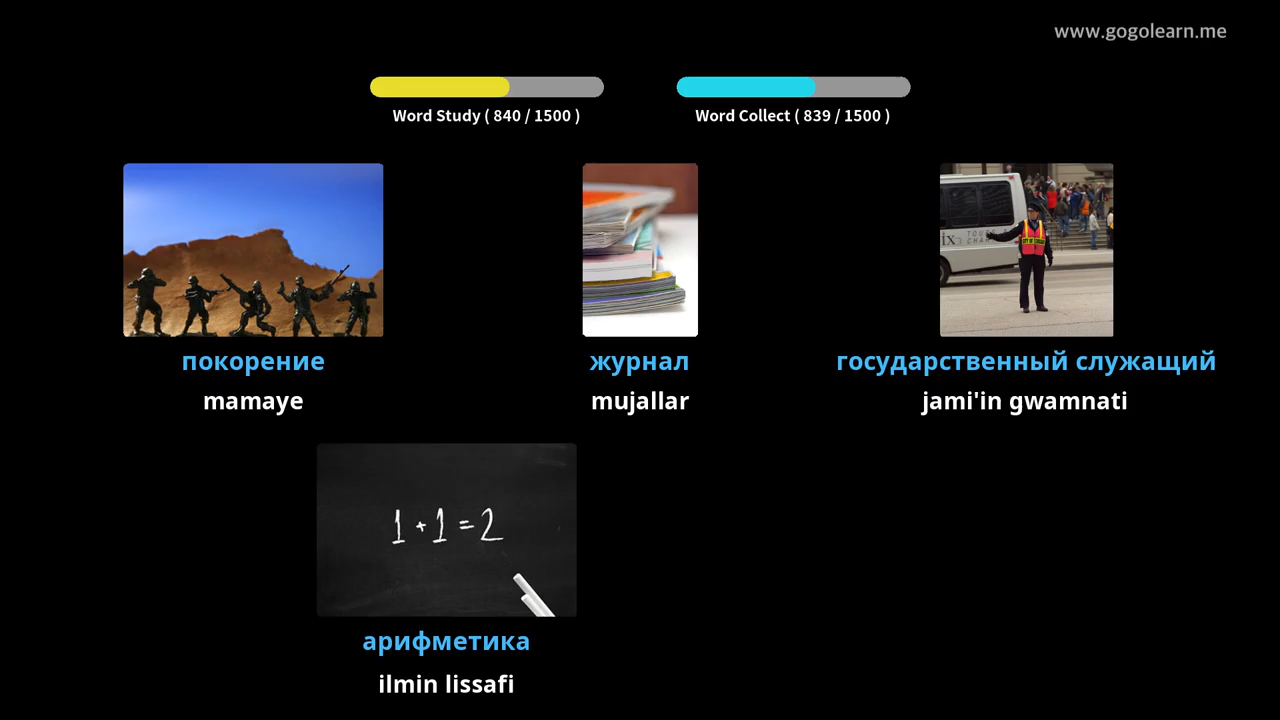 www.gogolearn.me
Word Study ( 840 / 1500 )
Word Collect ( 839 / 1500 )
покорение
mamaye
журнал
mujallar
государственный служащий
jami'in gwamnati
1 + 1 = 2
арифметика
ilmin lissafi